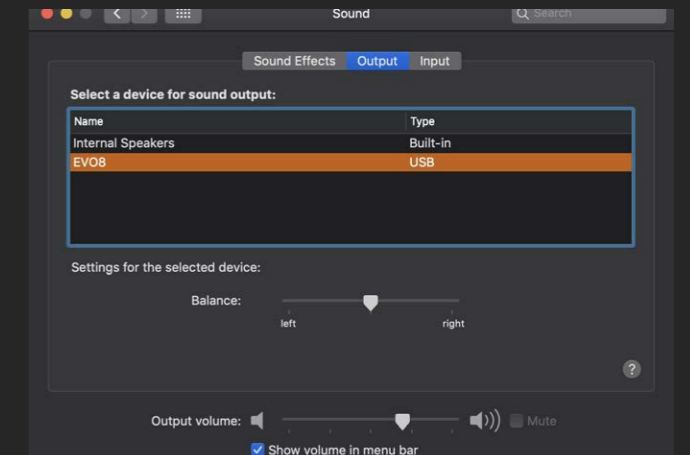 Sound
Search
Sound Effects Output Input
Select a device for sound output:
Name Type
Internal Speakers Built-in
EVO8 USB
Settings for the selected device:
Balance:
left right
?
Output volume: Mute
Show volume in menu bar